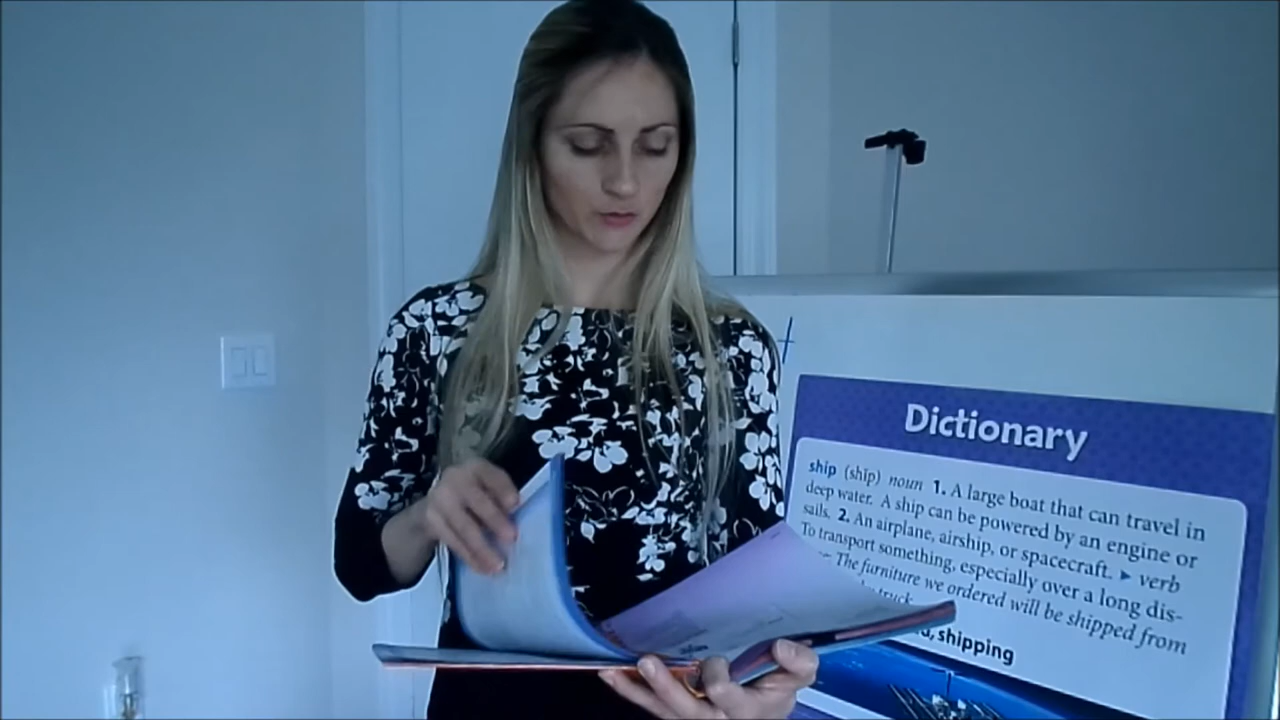 Dictionary
ship (ship) noun 1. A large boat that can travel in
deep water. A ship can be powered by an engine or
sails. 2. An airplane, airship, or spacecraft. ▸ verb
To transport something, especially over a long dis-
The furniture we ordered will be shipped from
truck.
shipping